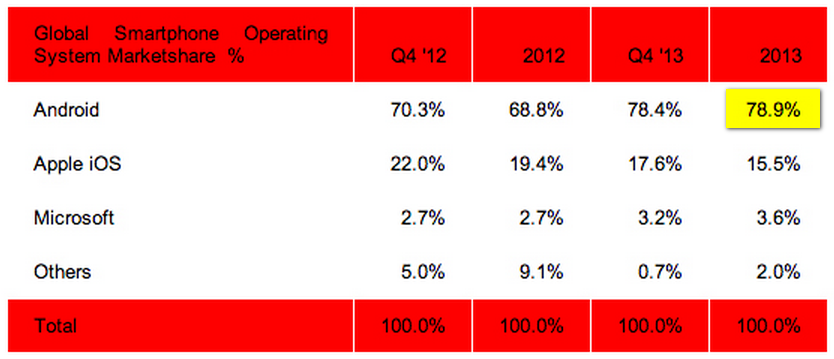 Global Smartphone Operating
System Marketshare % Q4 '12 2012 Q4 '13 2013
Android 70.3% 68.8% 78.4% 78.9%
Apple iOS 22.0% 19.4% 17.6% 15.5%
Microsoft 2.7% 2.7% 3.2% 3.6%
Others 5.0% 9.1% 0.7% 2.0%
Total 100.0% 100.0% 100.0% 100.0%